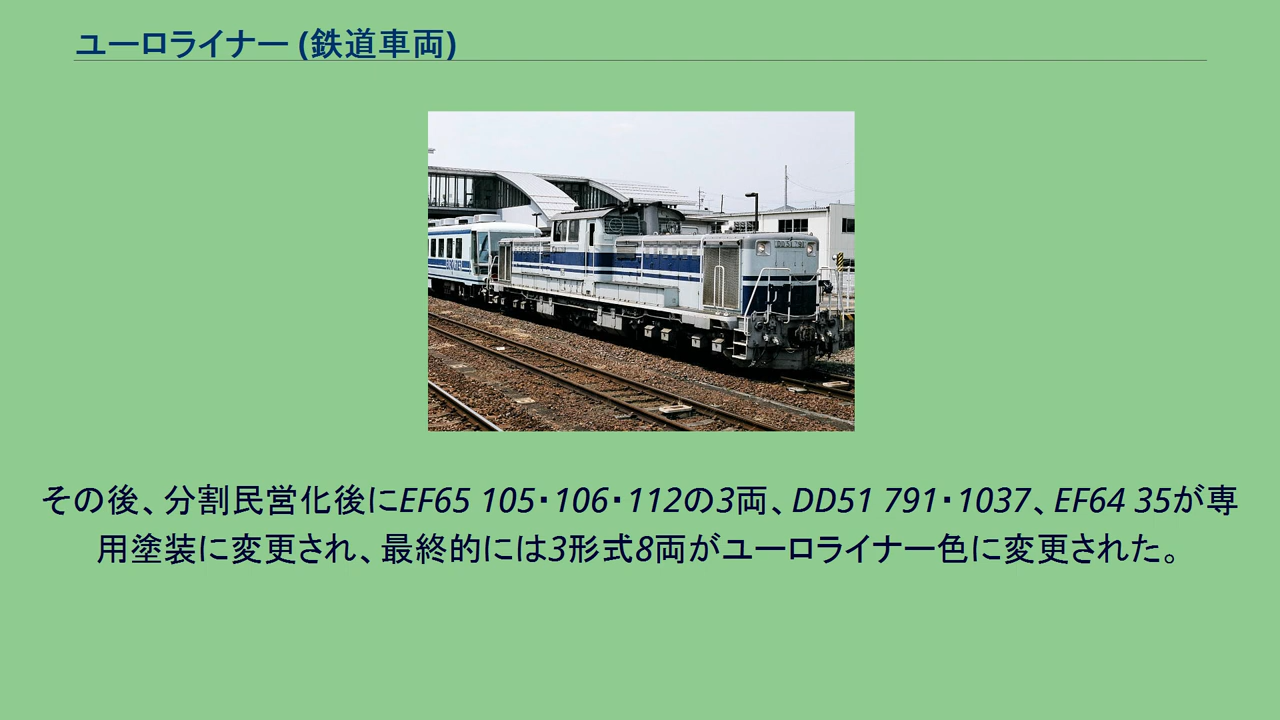 ユーロライナー (鉄道車両)
DD51 791
その後、分割民営化後にEF65 105・106・112の3両、DD51 791・1037、EF64 35が専
用塗装に変更され、最終的には3形式8両がユーロライナー色に変更された。